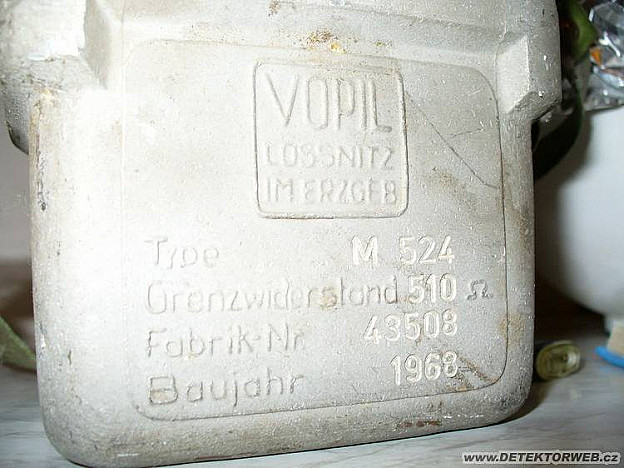 VOPIL
LÖSSNITZ
IM ERZGEB
Type M 524
Grenzwiderstand 510 Ω
Fabrik-Nr. 43508
Baujahr 1968
www.DETEKTORWEB.cz